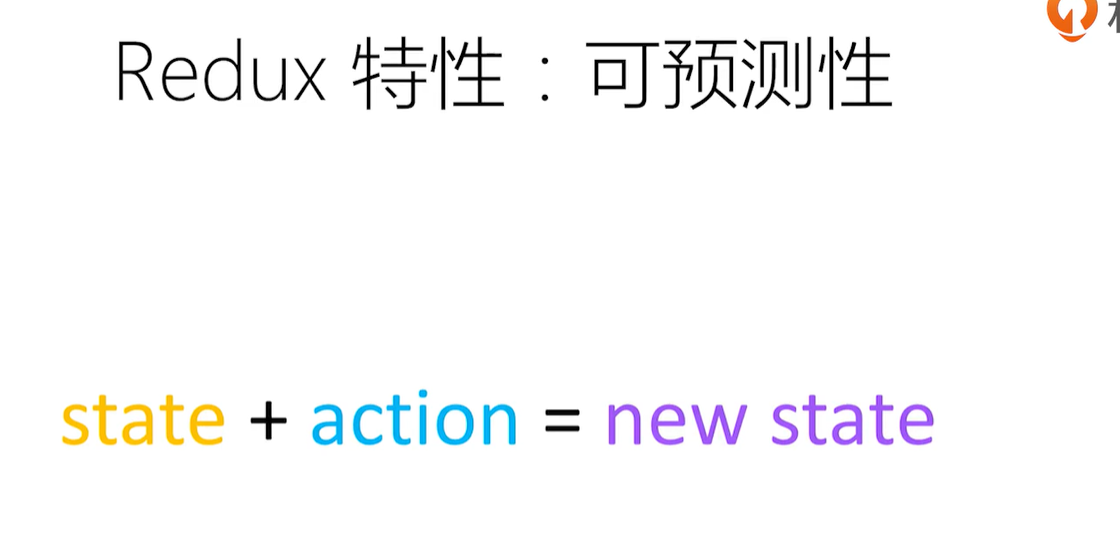 Redux 特性：可预测性
state + action = new state